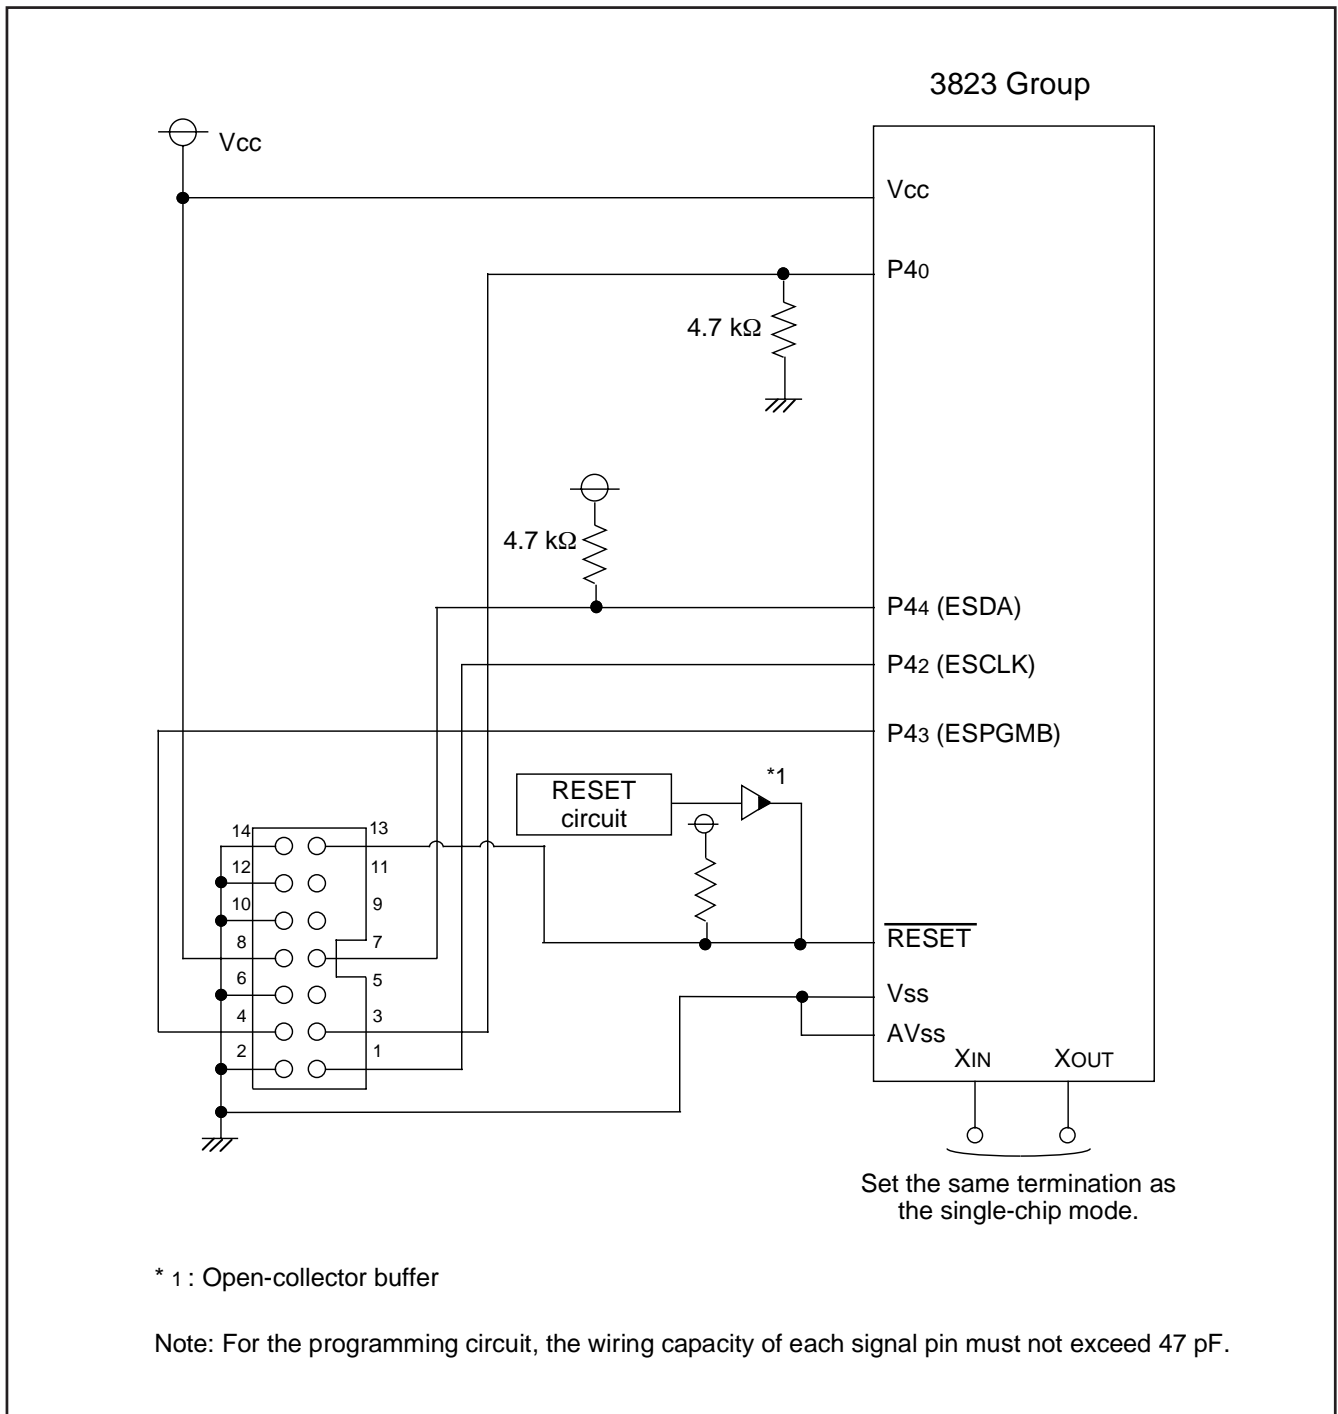 3823 Group
Vcc
Vcc
P40
4.7 kΩ
4.7 kΩ
P44 (ESDA)
P42 (ESCLK)
P43 (ESPGMB)
*1
RESET
circuit
14 13
12 11
10 9
8 7
6 5
4 3
2 1
RESET
Vss
AVss
XIN XOUT
Set the same termination as
the single-chip mode.
* 1 : Open-collector buffer
Note: For the programming circuit, the wiring capacity of each signal pin must not exceed 47 pF.